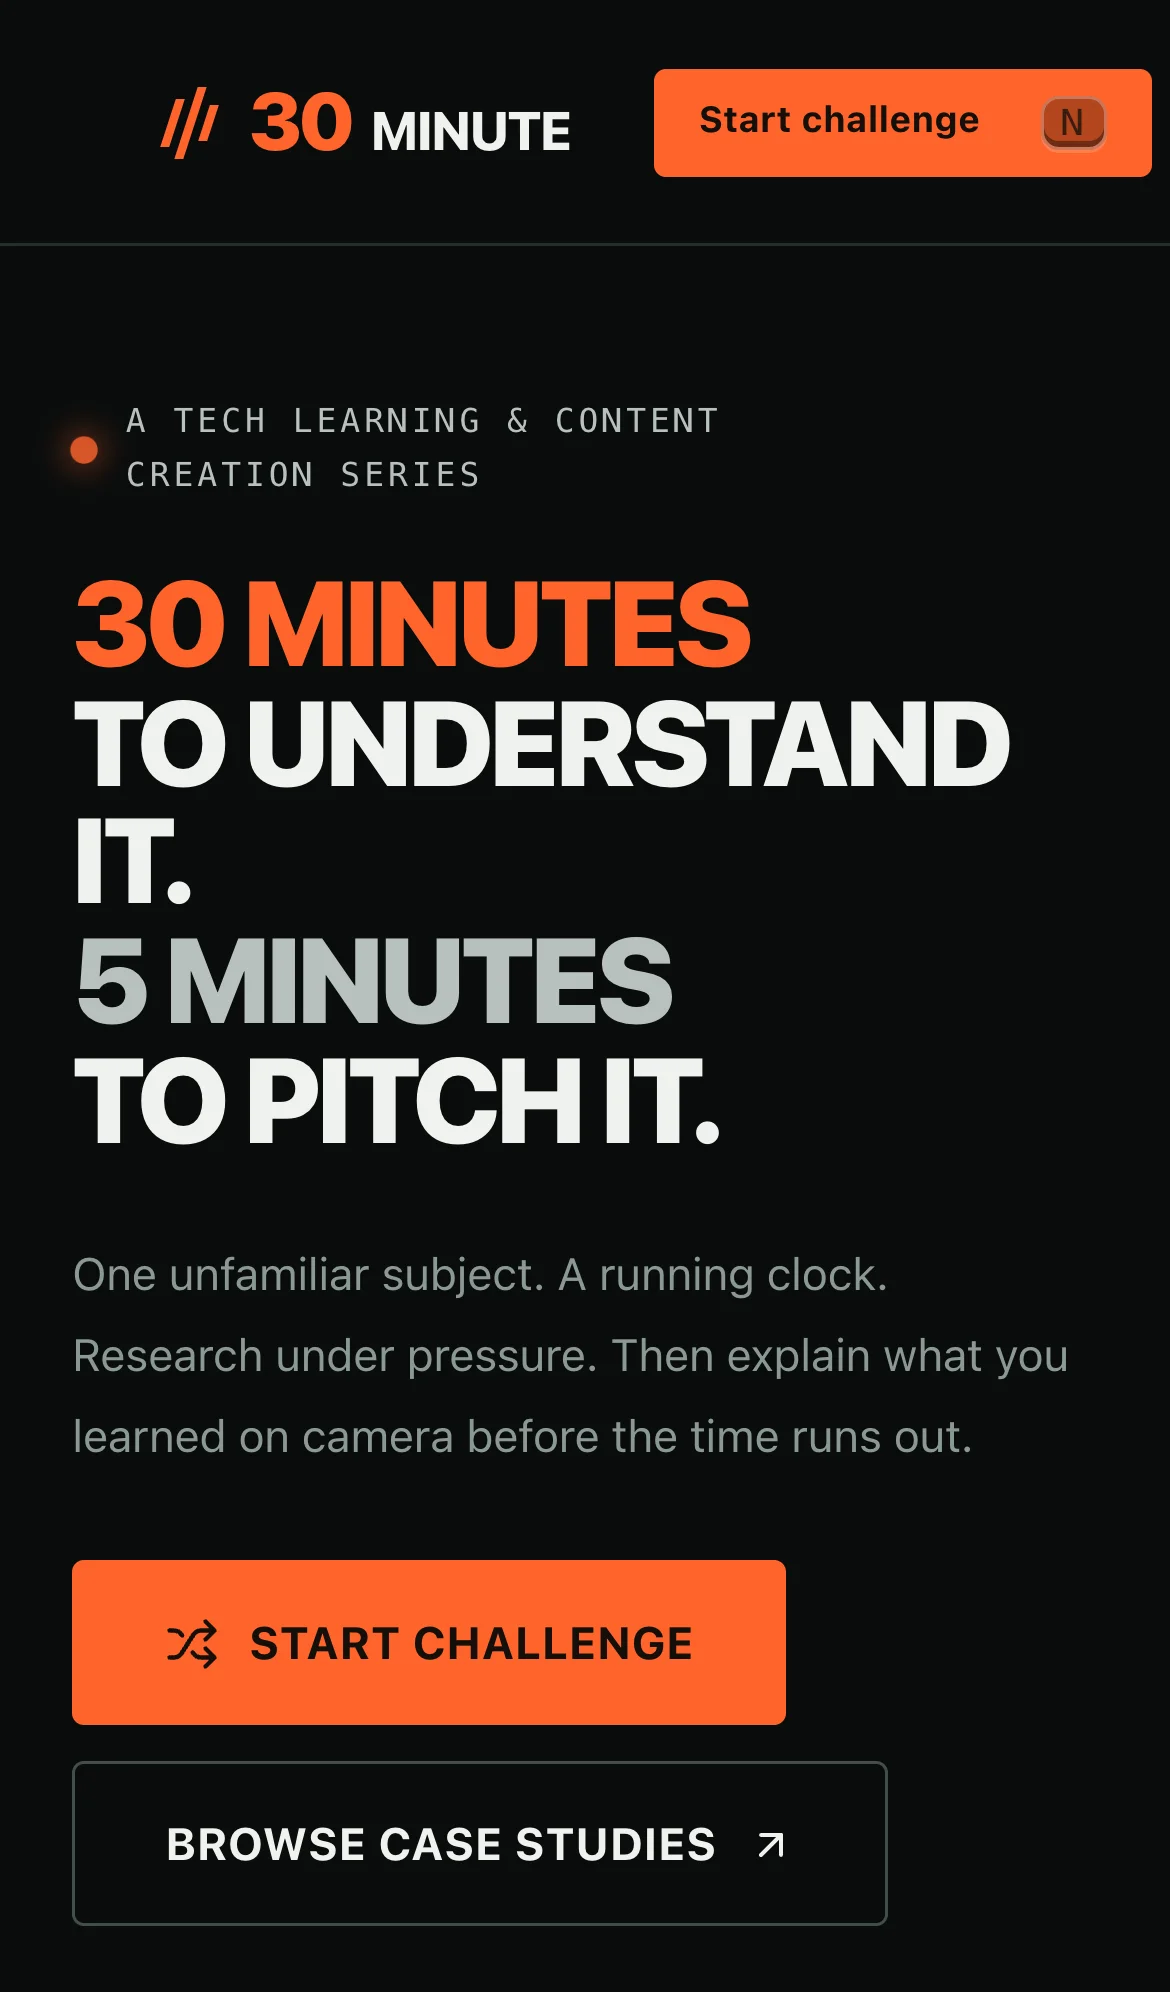 30 MINUTE
Start challenge N
A TECH LEARNING & CONTENT
CREATION SERIES
30 MINUTES
TO UNDERSTAND
IT.
5 MINUTES
TO PITCH IT.
One unfamiliar subject. A running clock.
Research under pressure. Then explain what you
learned on camera before the time runs out.
START CHALLENGE
BROWSE CASE STUDIES